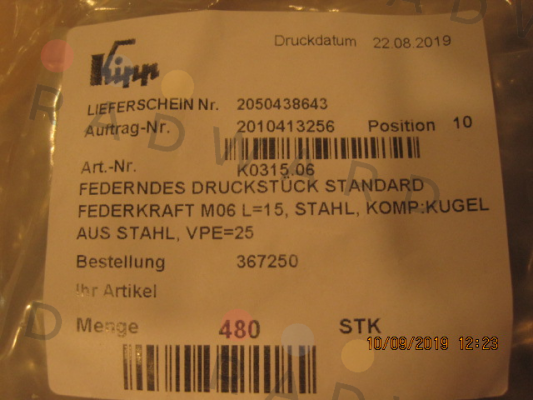 Kipp
Druckdatum 22.08.2019
LIEFERSCHEIN Nr. 2050438643
Auftrag-Nr. 2010413256 Position 10
Art.-Nr. K0315.06
FEDERNDES DRUCKSTÜCK STANDARD
FEDERKRAFT M06 L=15, STAHL, KOMP:KUGEL
AUS STAHL, VPE=25
Bestellung 367250
Ihr Artikel
Menge 480 STK
10/09/2019 12:23
RADWARD